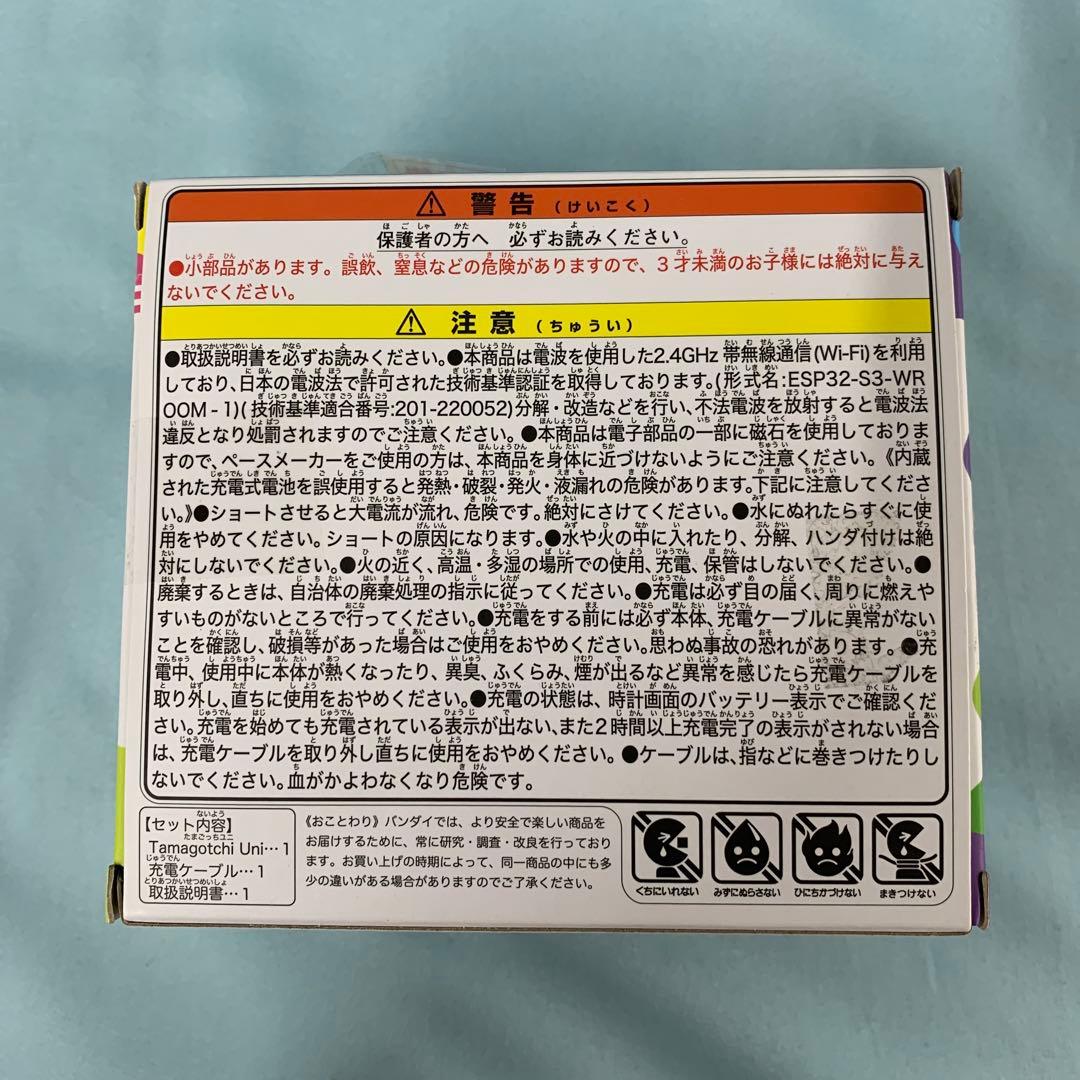 ⚠ 警告 (けいこく)
保護者の方へ 必ずお読みください。
●小部品があります。誤飲、窒息などの危険がありますので、3才未満のお子様には絶対に与え
ないでください。
⚠ 注意 (ちゅうい)
●取扱説明書を必ずお読みください。●本商品は電波を使用した2.4GHz 帯無線通信(Wi-Fi)を利用
しており、日本の電波法で許可された技術基準認証を取得しております。(形式名:ESP32-S3-WR
OOM-1)(技術基準適合番号:201-220052)分解・改造などを行い、不法電波を放射すると電波法
違反となり処罰されますのでご注意ください。●本商品は電子部品の一部に磁石を使用しておりま
すので、ペースメーカーをご使用の方は、本商品を身体に近づけないようにご注意ください。《内蔵
された充電式電池を誤使用すると発熱・破裂・発火・液漏れの危険があります。下記に注意してくださ
い。》●ショートさせると大電流が流れ、危険です。絶対にさけてください。●水にぬれたらすぐに使
用をやめてください。ショートの原因になります。●水や火の中に入れたり、分解、ハンダ付けは絶
対にしないでください。●火の近く、高温・多湿の場所での使用、充電、保管はしないでください。●
廃棄するときは、自治体の廃棄処理の指示に従ってください。●充電は必ず目の届く、周りに燃えや
すいものがないところで行ってください。●充電をする前には必ず本体、充電ケーブルに異常がない
ことを確認し、破損等があった場合はご使用をおやめください。思わぬ事故の恐れがあります。●充
電中、使用中に本体が熱くなったり、異臭、ふくらみ、煙が出るなど異常を感じたら充電ケーブルを
取り外し、直ちに使用をおやめください。●充電の状態は、時計画面のバッテリー表示でご確認くだ
さい。充電を始めても充電されている表示が出ない、また2時間以上充電完了の表示がされない場合
は、充電ケーブルを取り外し直ちに使用をおやめください。●ケーブルは、指などに巻きつけたりし
ないでください。血がかよわなくなり危険です。
【セット内容】
Tamagotchi Uni…1
充電ケーブル…1
取扱説明書…1
《おことわり》バンダイでは、より安全で楽しい商品を
お届けするために、常に研究・調査・改良を行っており
ます。お買い上げの時期によって、同一商品の中にも多
少の違いがある場合がありますのでご了承ください。
くちにいれない
みずにぬらさない
ひにちかづけない
まきつけない